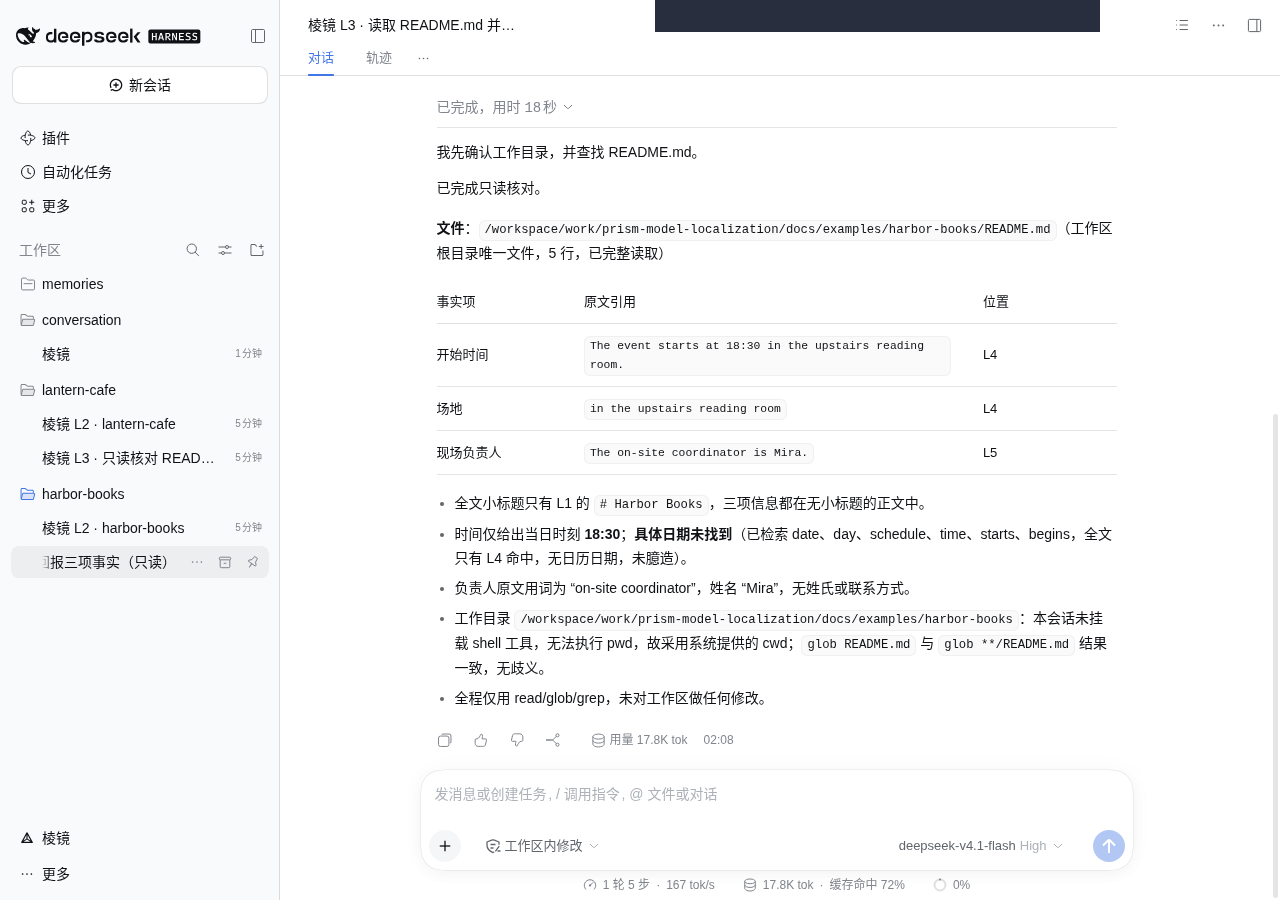 deepseek HARNESS
新会话
插件
自动化任务
更多
工作区
memories
conversation
棱镜 1分钟
lantern-cafe
棱镜 L2 · lantern-cafe 5分钟
棱镜 L3 · 只读核对 READ… 5分钟
harbor-books
棱镜 L2 · harbor-books 5分钟
报三项事实（只读）
棱镜
更多
棱镜 L3 · 读取 README.md 并…
对话 轨迹 ···
已完成，用时 18秒
我先确认工作目录，并查找 README.md。
已完成只读核对。
文件： /workspace/work/prism-model-localization/docs/examples/harbor-books/README.md（工作区
根目录唯一文件，5 行，已完整读取）
事实项 原文引用 位置
开始时间 The event starts at 18:30 in the upstairs reading
room. L4
场地 in the upstairs reading room L4
现场负责人 The on-site coordinator is Mira. L5
• 全文小标题只有 L1 的 # Harbor Books，三项信息都在无小标题的正文中。
• 时间仅给出当日时刻 18:30；具体日期未找到（已检索 date、day、schedule、time、starts、begins，全文
只有 L4 命中，无日历日期，未臆造）。
• 负责人原文用词为 “on-site coordinator”，姓名 “Mira”，无姓氏或联系方式。
• 工作目录 /workspace/work/prism-model-localization/docs/examples/harbor-books：本会话未挂
载 shell 工具，无法执行 pwd，故采用系统提供的 cwd；glob README.md 与 glob **/README.md 结果
一致，无歧义。
• 全程仅用 read/glob/grep，未对工作区做任何修改。
用量 17.8K tok 02:08
发消息或创建任务, / 调用指令, @ 文件或对话
工作区内修改 deepseek-v4.1-flash High
1 轮 5 步 · 167 tok/s 17.8K tok · 缓存命中 72% 0%